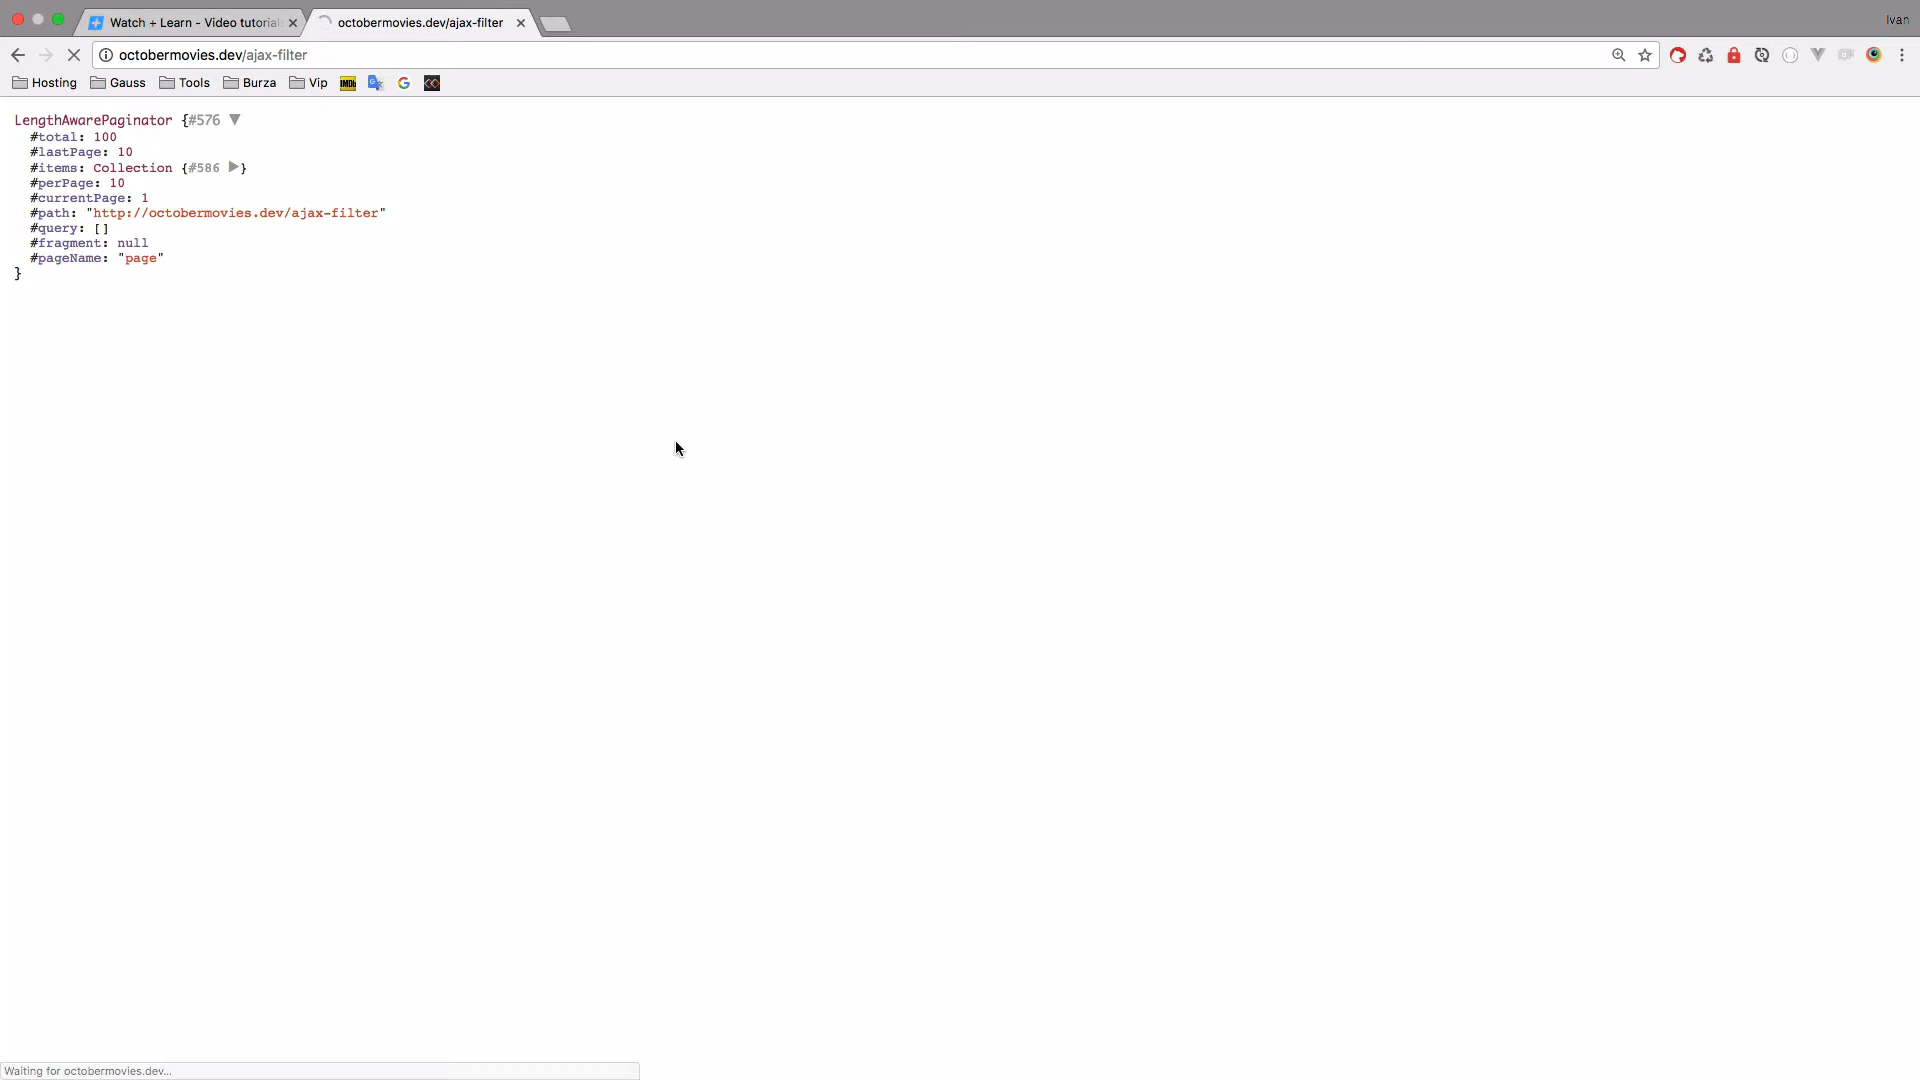 Watch + Learn - Video tutorial
octobermovies.dev/ajax-filter
Ivan
octobermovies.dev/ajax-filter
Hosting Gauss Tools Burza Vip IMDb
LengthAwarePaginator {#576 ▼
#total: 100
#lastPage: 10
#items: Collection {#586 ▶}
#perPage: 10
#currentPage: 1
#path: "http://octobermovies.dev/ajax-filter"
#query: []
#fragment: null
#pageName: "page"
}
Waiting for octobermovies.dev...